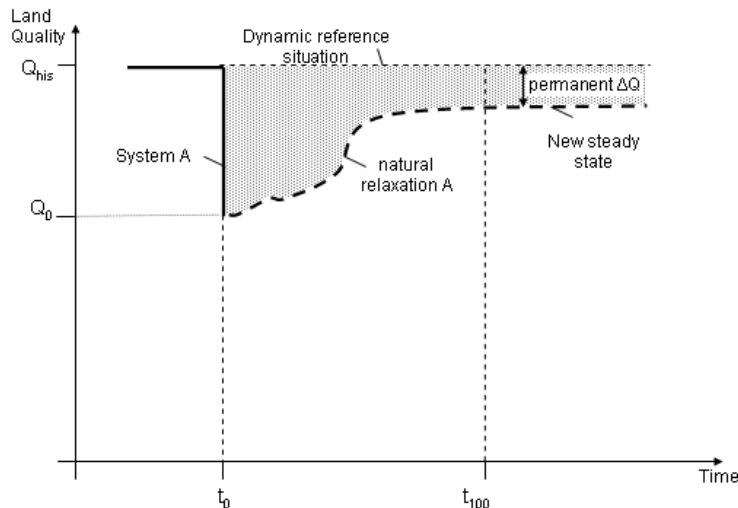 Land
Quality
Q_his
Dynamic reference
situation
permanent ΔQ
System A
natural
relaxation A
New steady
state
Q_0
Time
t_0
t_100